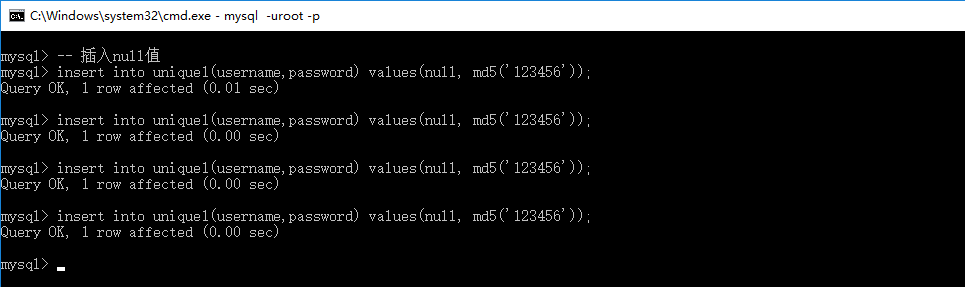 C:\Windows\system32\cmd.exe - mysql  -uroot -p
mysql> -- 插入null值
mysql> insert into unique1(username,password) values(null, md5('123456'));
Query OK, 1 row affected (0.01 sec)
mysql> insert into unique1(username,password) values(null, md5('123456'));
Query OK, 1 row affected (0.00 sec)
mysql> insert into unique1(username,password) values(null, md5('123456'));
Query OK, 1 row affected (0.00 sec)
mysql> insert into unique1(username,password) values(null, md5('123456'));
Query OK, 1 row affected (0.00 sec)
mysql>